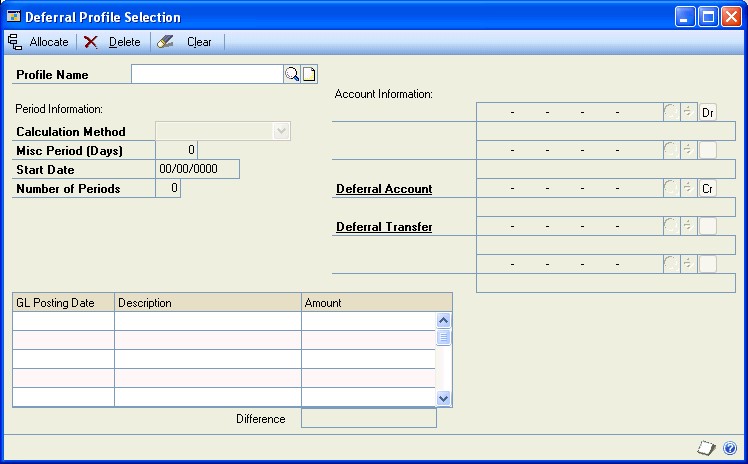 Deferral Profile Selection
Allocate Delete Clear
Profile Name
Account Information:
- - - - Dr
Period Information:
Calculation Method
Misc Period (Days) 0
- - - -
Start Date 00/00/0000
Number of Periods 0
Deferral Account - - - - Cr
Deferral Transfer - - - -
- - - -
GL Posting Date Description Amount
Difference